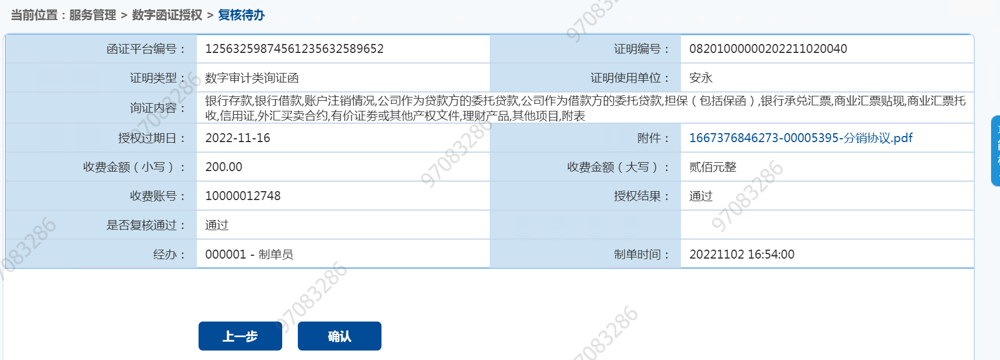 当前位置：服务管理 > 数字函证授权 > 复核待办
函证平台编号： 12563259874561235632589652 证明编号： 08201000000202211020040
证明类型： 数字审计类询证函 证明使用单位： 安永
询证内容： 银行存款,银行借款,账户注销情况,公司作为贷款方的委托贷款,公司作为借款方的委托贷款,担保（包括保函）,银行承兑汇票,商业汇票贴现,商业汇票托
收,信用证,外汇买卖合约,有价证券或其他产权文件,理财产品,其他项目,附表
授权过期日： 2022-11-16 附件： 1667376846273-00005395-分销协议.pdf
收费金额（小写）： 200.00 收费金额（大写）： 贰佰元整
收费账号： 10000012748 授权结果： 通过
是否复核通过： 通过
经办： 000001 - 制单员 制单时间： 20221102 16:54:00
上一步 确认
97083286
97083286
97083286
97083286
97083286
97083286
97083286